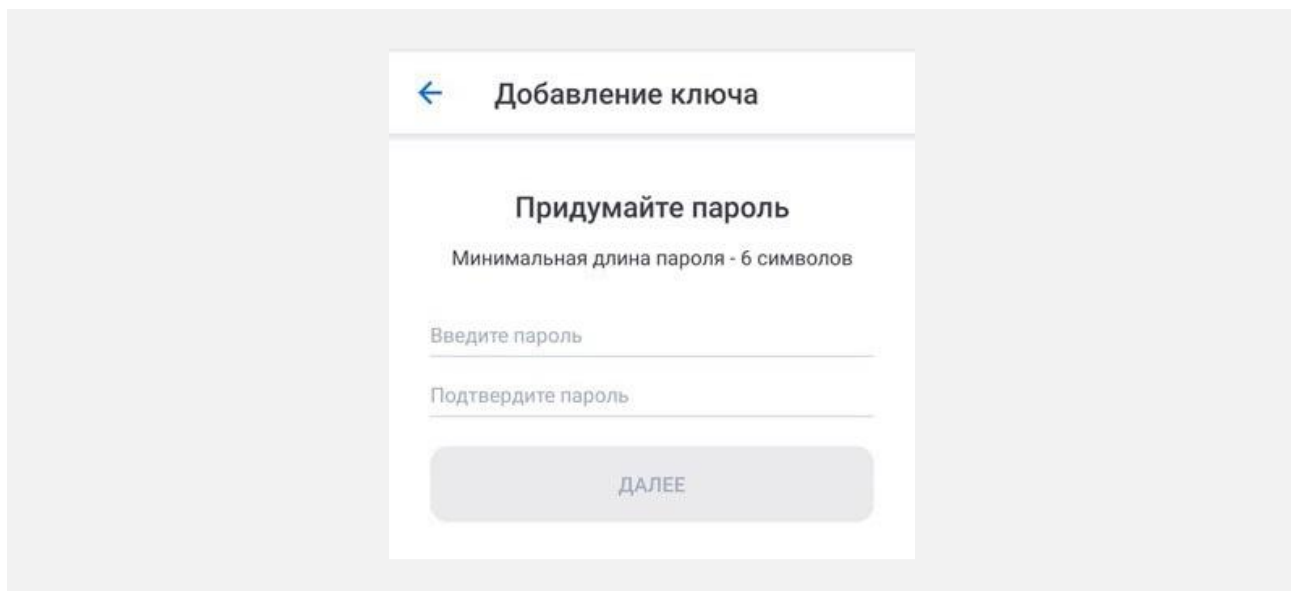 Добавление ключа
Придумайте пароль
Минимальная длина пароля - 6 символов
Введите пароль
Подтвердите пароль
ДАЛЕЕ